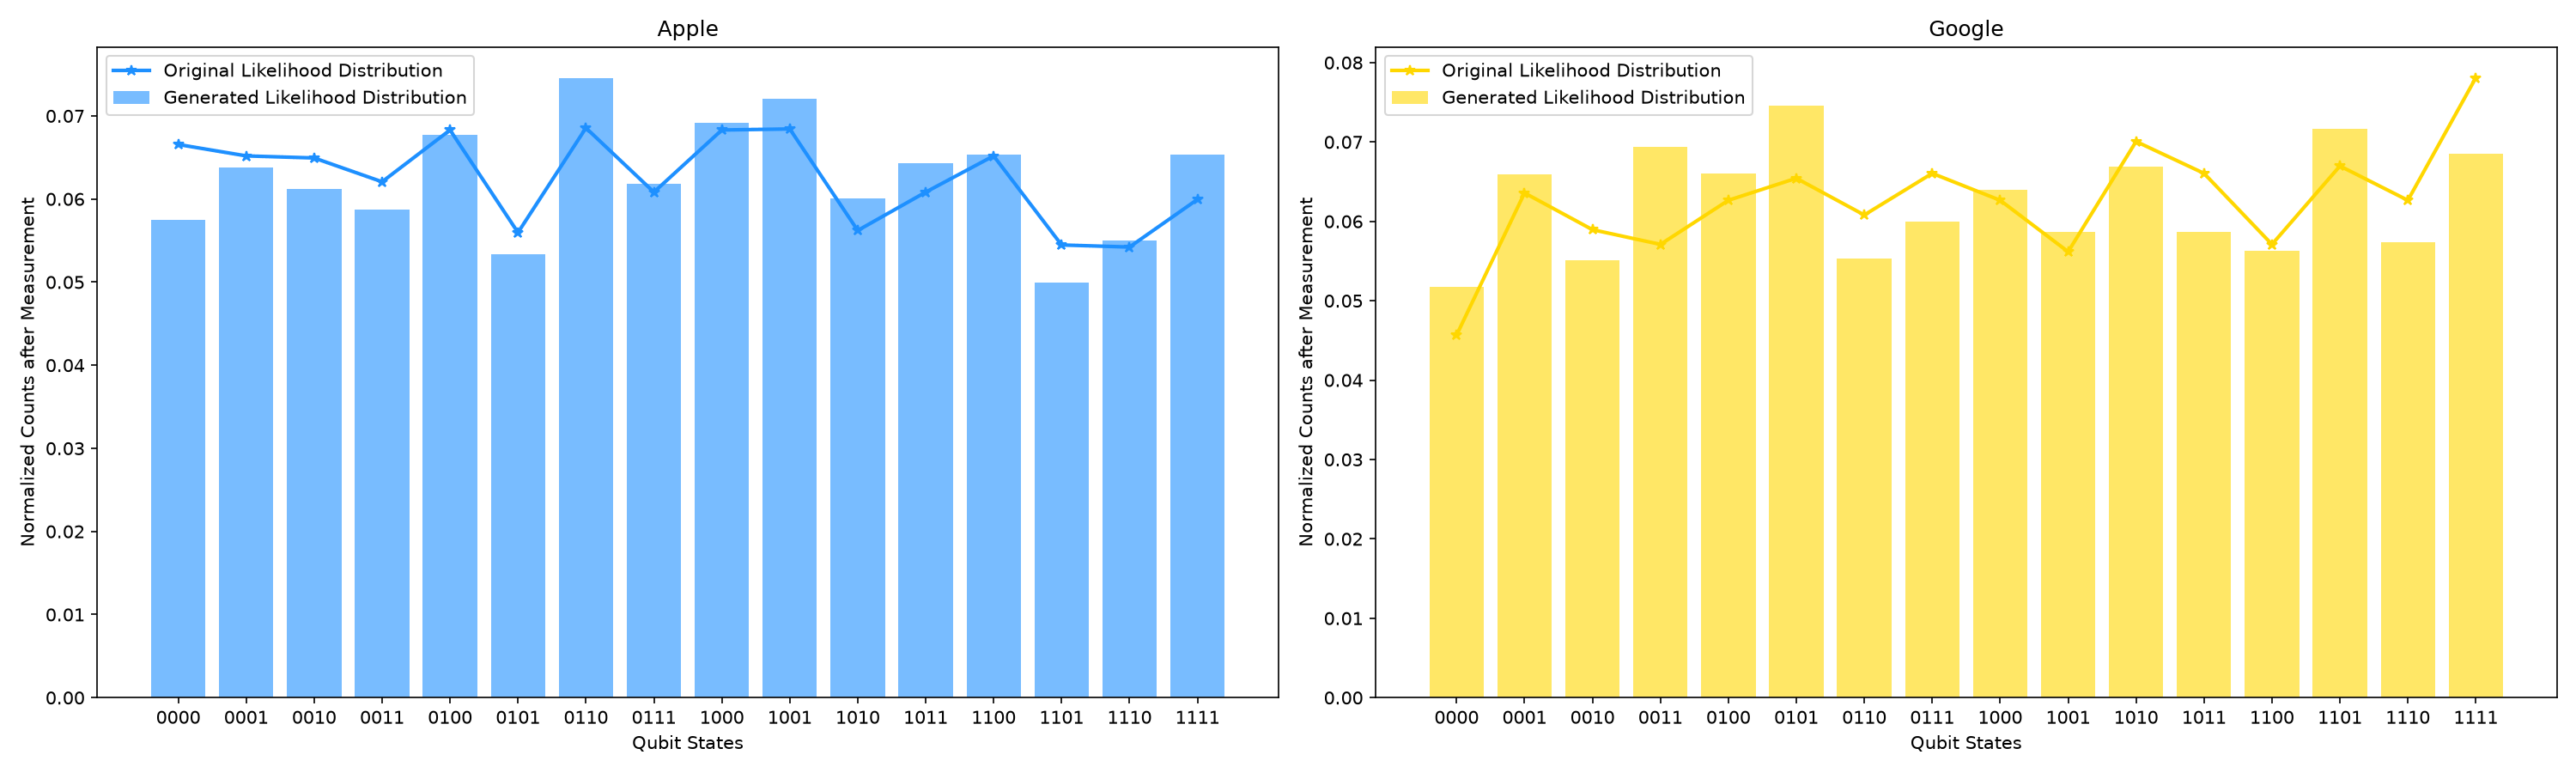 Apple
Original Likelihood Distribution
Generated Likelihood Distribution
Normalized Counts after Measurement
0.07
0.06
0.05
0.04
0.03
0.02
0.01
0.00
0000 0001 0010 0011 0100 0101 0110 0111 1000 1001 1010 1011 1100 1101 1110 1111
Qubit States
Google
Original Likelihood Distribution
Generated Likelihood Distribution
Normalized Counts after Measurement
0.08
0.07
0.06
0.05
0.04
0.03
0.02
0.01
0.00
0000 0001 0010 0011 0100 0101 0110 0111 1000 1001 1010 1011 1100 1101 1110 1111
Qubit States